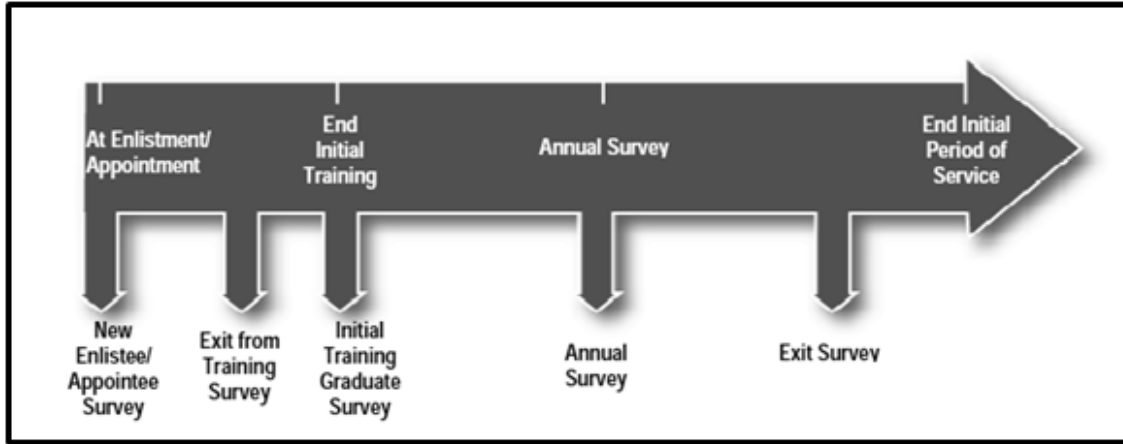 At Enlistment/
Appointment
End
Initial
Training
Annual Survey
End Initial
Period of
Service
New
Enlistee/
Appointee
Survey
Exit from
Training
Survey
Initial
Training
Graduate
Survey
Annual
Survey
Exit Survey